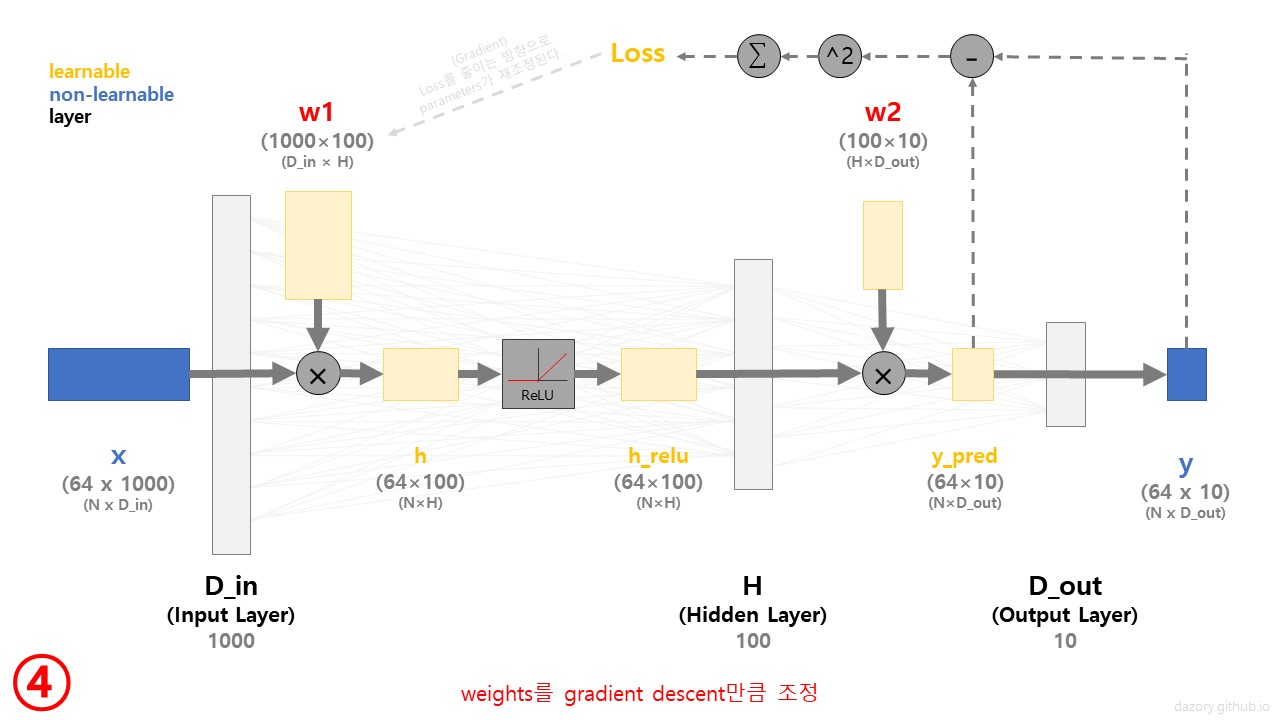 learnable
non-learnable
layer
(Gradient)
Loss를 줄이는 방향으로
parameters가 재조정된다.
Loss
∑
^2
-
w1
(1000×100)
(D_in × H)
w2
(100×10)
(H×D_out)
×
ReLU
×
x
(64 x 1000)
(N x D_in)
h
(64×100)
(N×H)
h_relu
(64×100)
(N×H)
y_pred
(64×10)
(N×D_out)
y
(64 x 10)
(N x D_out)
D_in
(Input Layer)
1000
H
(Hidden Layer)
100
D_out
(Output Layer)
10
④
weights를 gradient descent만큼 조정
dazory.github.io